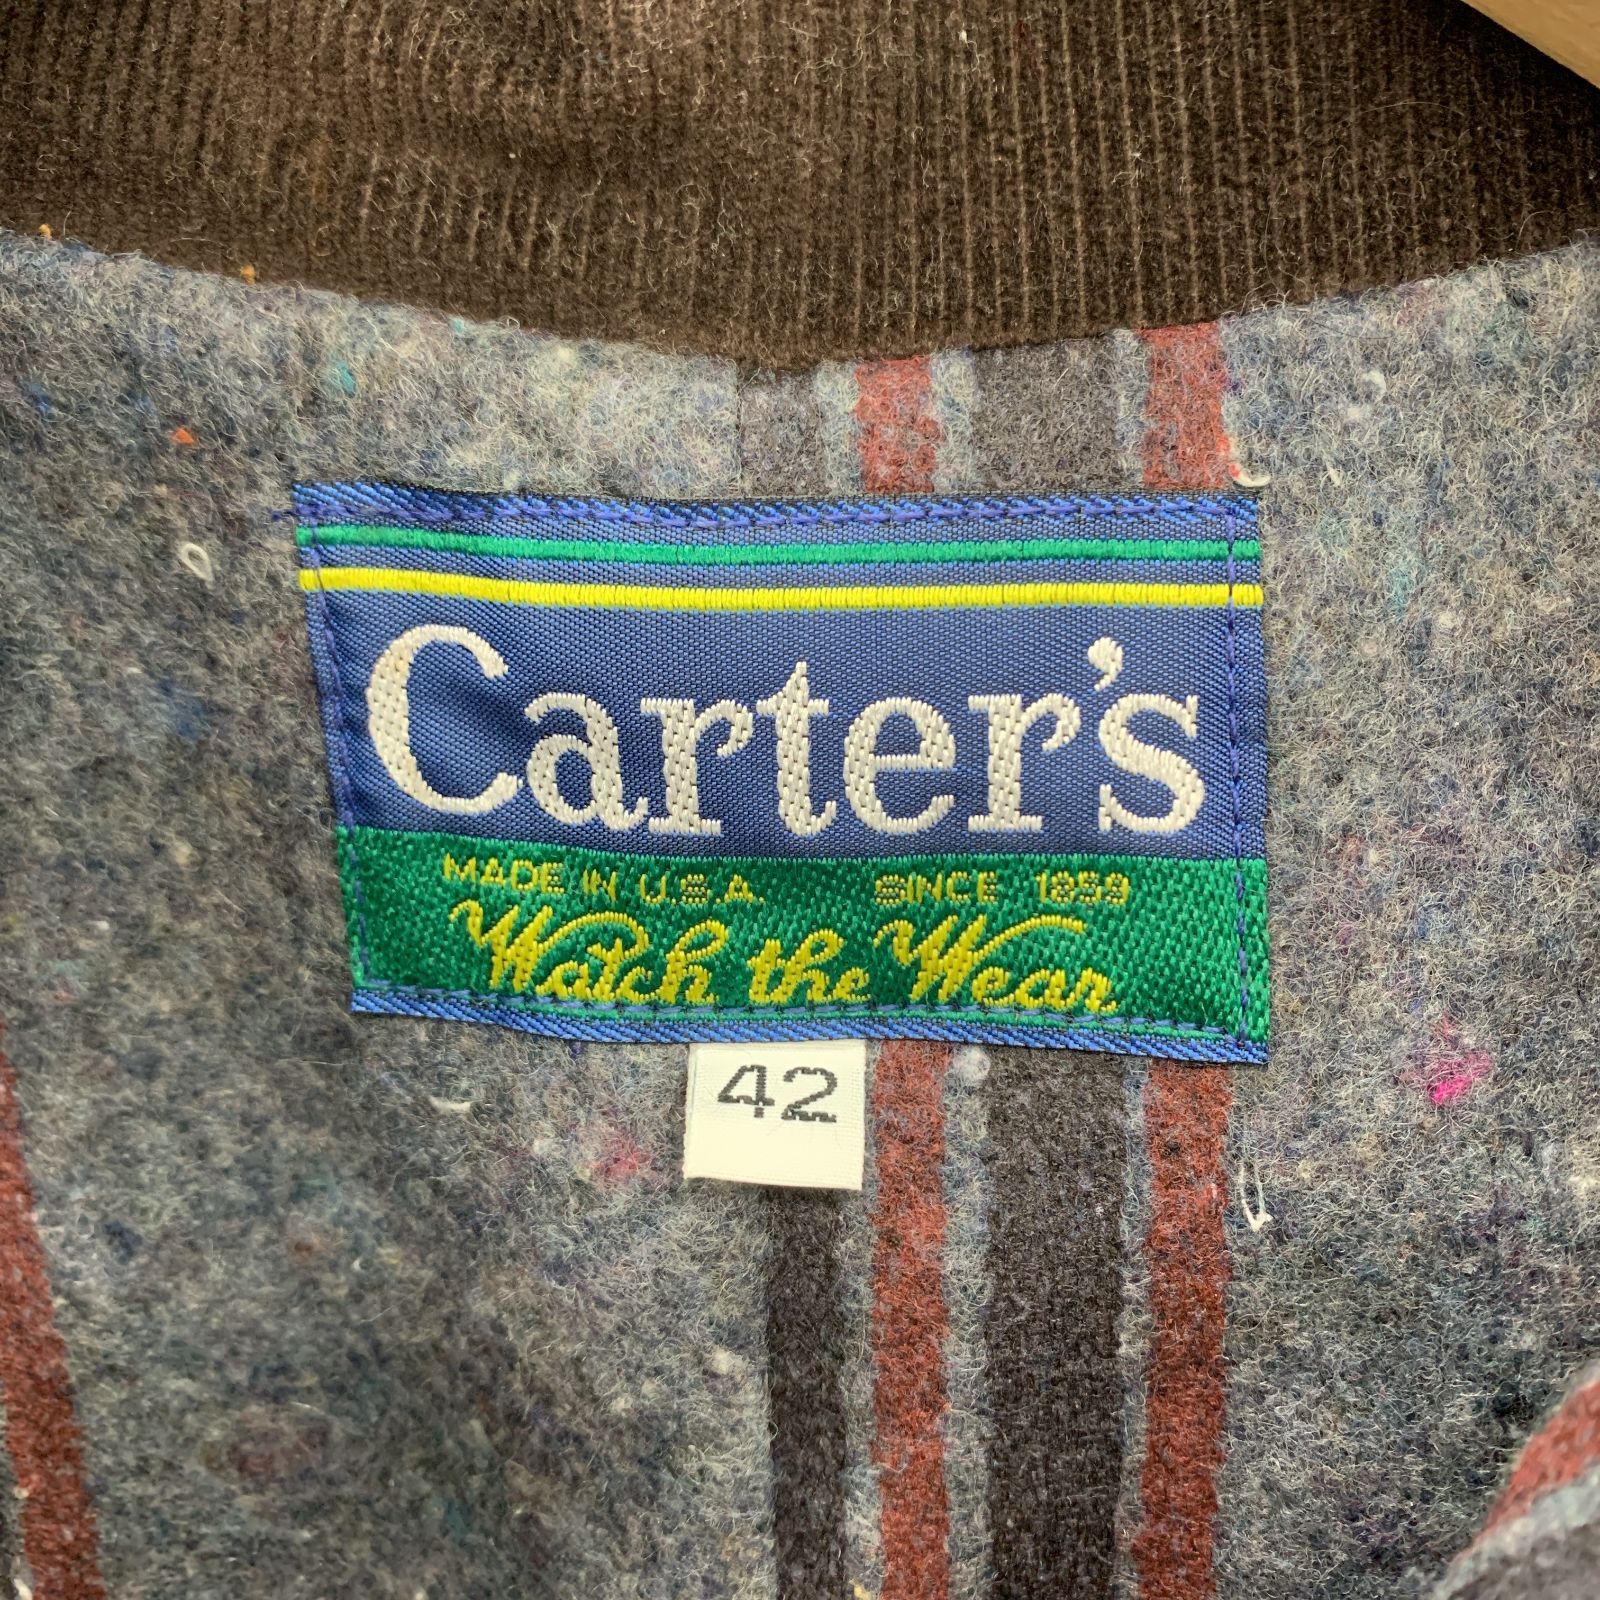 Carter's
MADE IN U.S.A. SINCE 1859
Watch the Wear
42